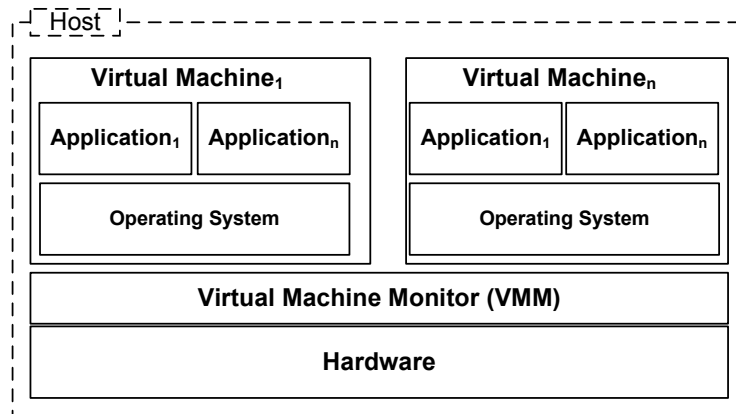 Host
Virtual Machine₁ Virtual Machineₙ
Application₁ Applicationₙ Application₁ Applicationₙ
Operating System Operating System
Virtual Machine Monitor (VMM)
Hardware